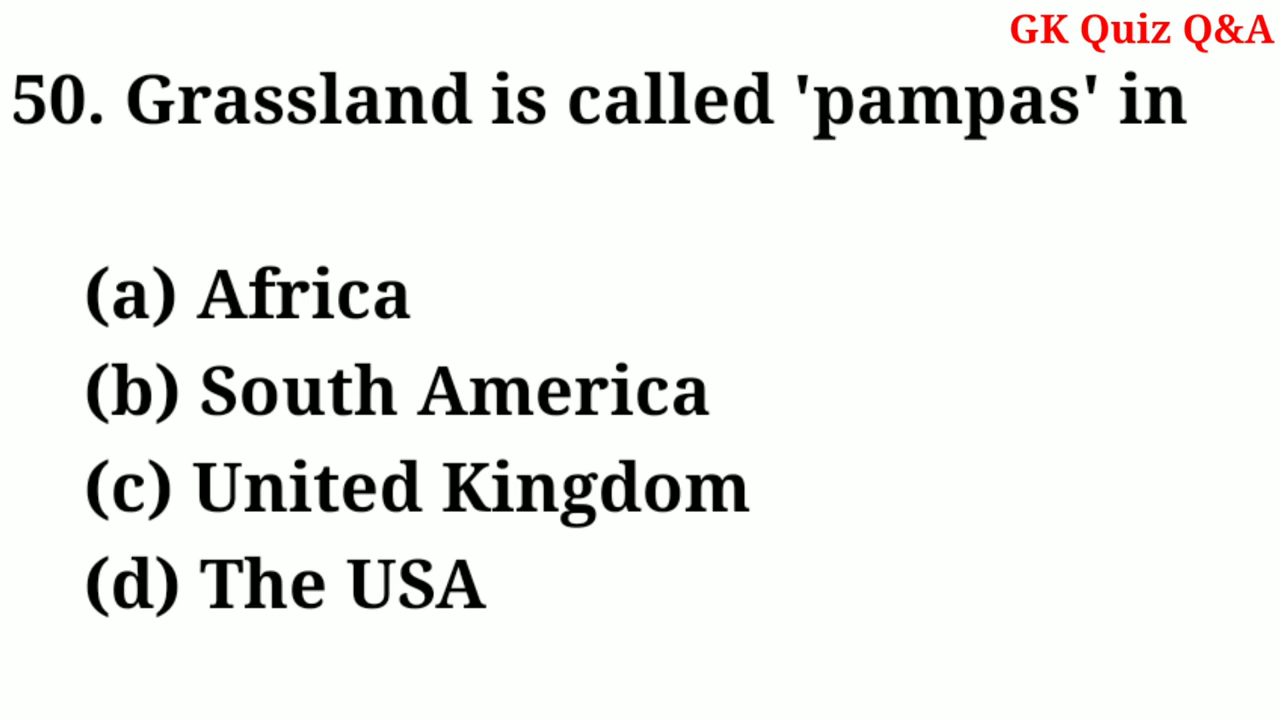 GK Quiz Q&A
50. Grassland is called 'pampas' in
(a) Africa
(b) South America
(c) United Kingdom
(d) The USA